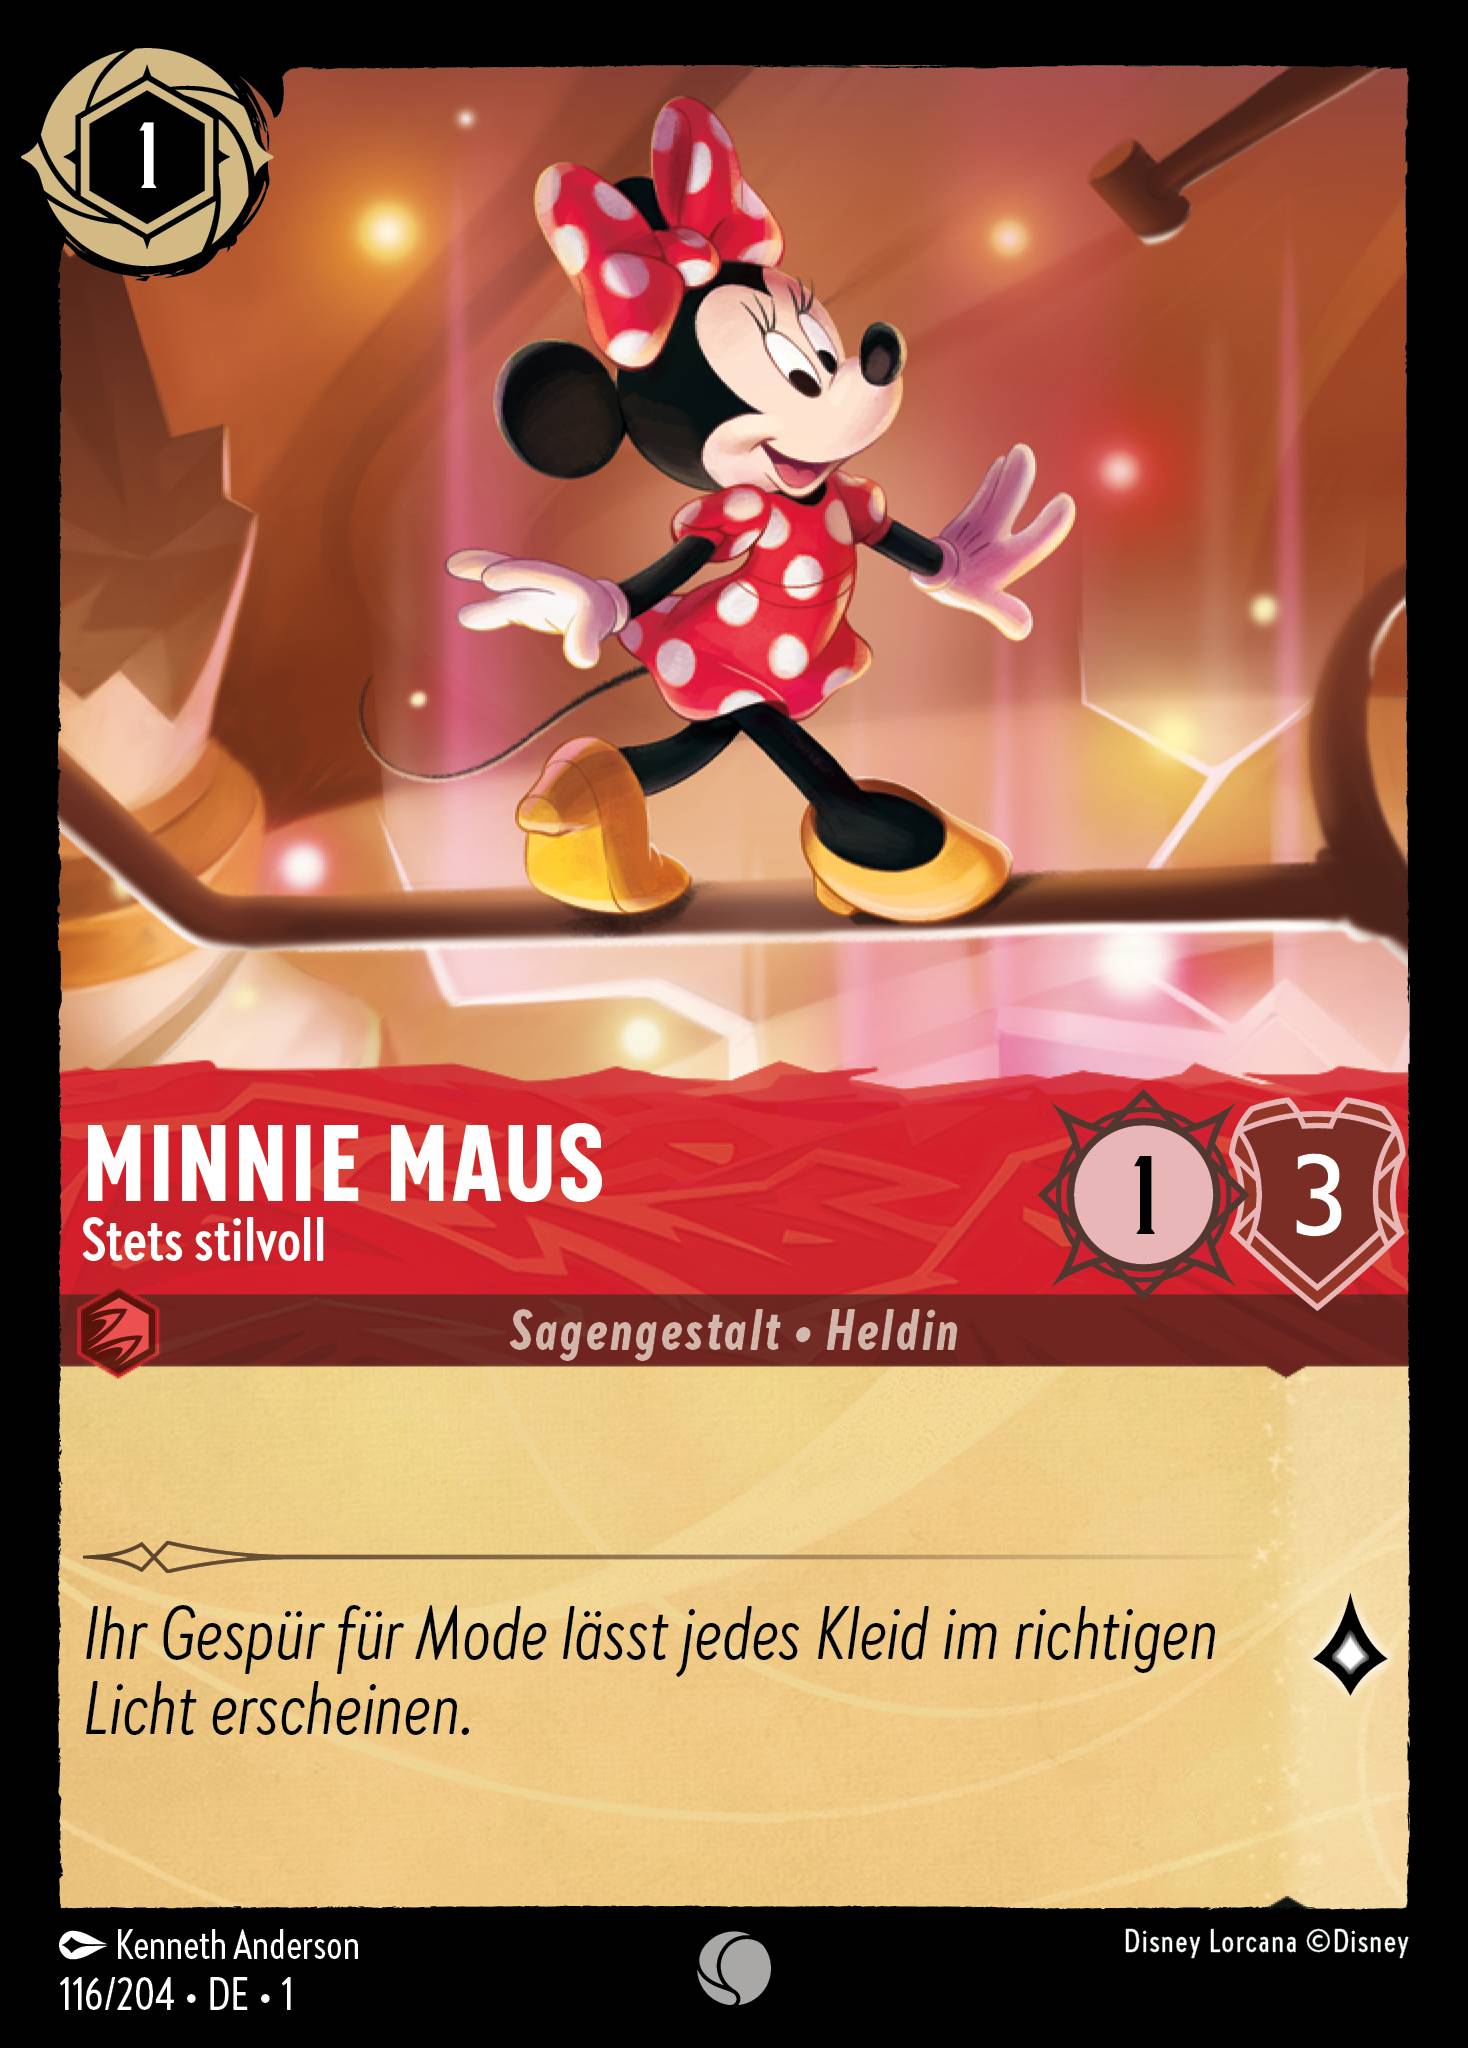 1
MINNIE MAUS
Stets stilvoll
1
3
Sagengestalt • Heldin
Ihr Gespür für Mode lässt jedes Kleid im richtigen
Licht erscheinen.
Kenneth Anderson
Disney Lorcana ©Disney
116/204 • DE • 1